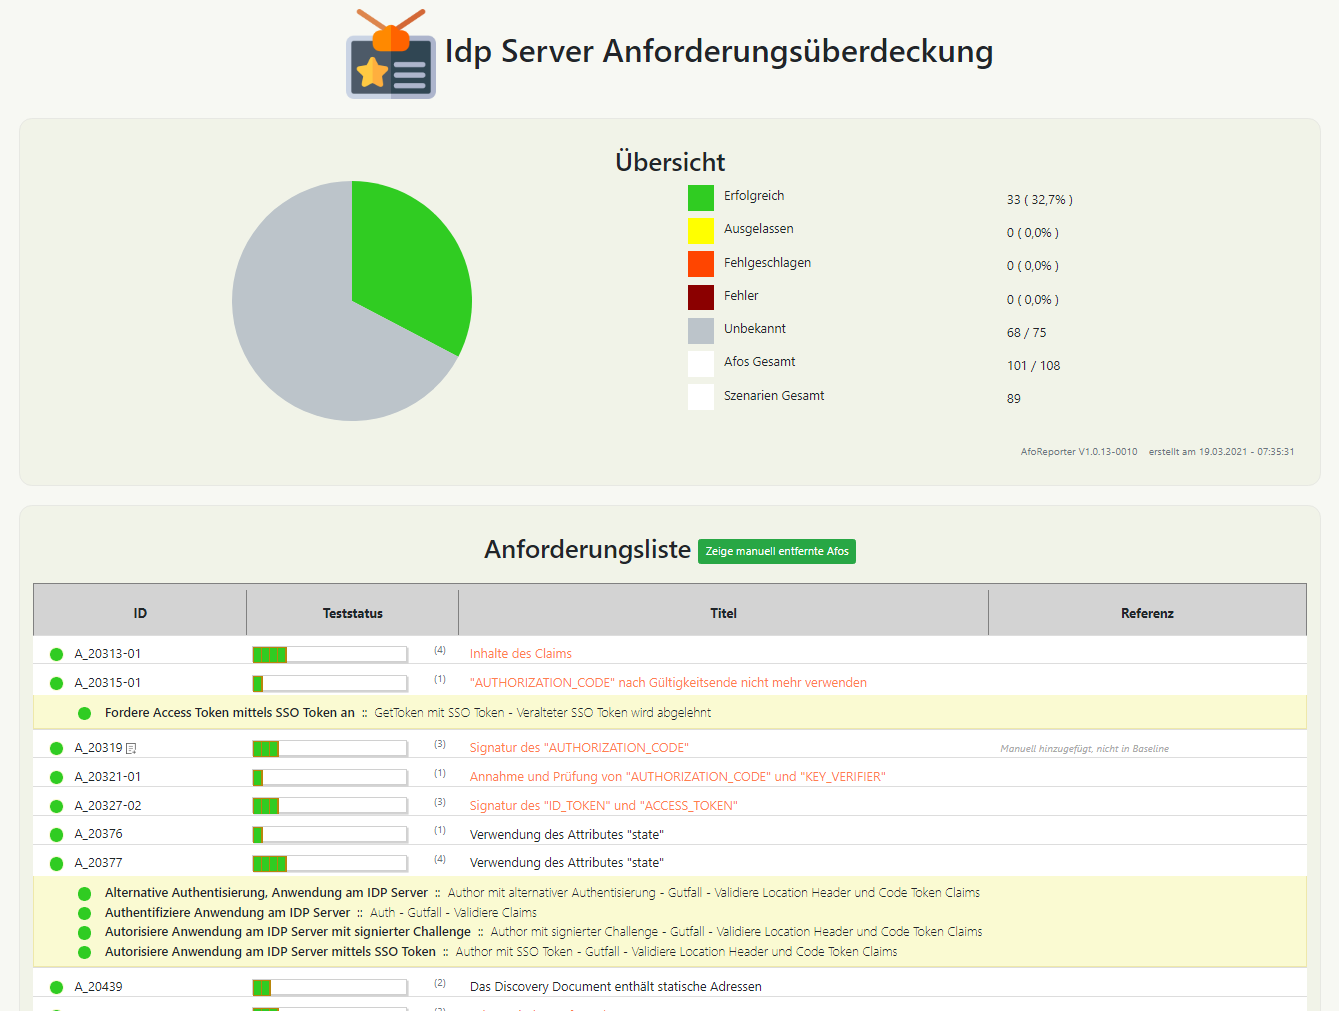 Idp Server Anforderungsüberdeckung
Übersicht
Erfolgreich 33 ( 32,7% )
Ausgelassen 0 ( 0,0% )
Fehlgeschlagen 0 ( 0,0% )
Fehler 0 ( 0,0% )
Unbekannt 68 / 75
Afos Gesamt 101 / 108
Szenarien Gesamt 89
AfoReporter V1.0.13-0010 erstellt am 19.03.2021 - 07:35:31
Anforderungsliste Zeige manuell entfernte Afos
ID Teststatus Titel Referenz
A_20313-01 (4) Inhalte des Claims
A_20315-01 (1) "AUTHORIZATION_CODE" nach Gültigkeitsende nicht mehr verwenden
Fordere Access Token mittels SSO Token an :: GetToken mit SSO Token - Veralteter SSO Token wird abgelehnt
A_20319 (3) Signatur des "AUTHORIZATION_CODE" Manuell hinzugefügt, nicht in Baseline
A_20321-01 (1) Annahme und Prüfung von "AUTHORIZATION_CODE" und "KEY_VERIFIER"
A_20327-02 (3) Signatur des "ID_TOKEN" und "ACCESS_TOKEN"
A_20376 (1) Verwendung des Attributes "state"
A_20377 (4) Verwendung des Attributes "state"
Alternative Authentisierung, Anwendung am IDP Server :: Author mit alternativer Authentisierung - Gutfall - Validiere Location Header und Code Token Claims
Authentifiziere Anwendung am IDP Server :: Auth - Gutfall - Validiere Claims
Autorisiere Anwendung am IDP Server mit signierter Challenge :: Author mit signierter Challenge - Gutfall - Validiere Location Header und Code Token Claims
Autorisiere Anwendung am IDP Server mittels SSO Token :: Author mit SSO Token - Gutfall - Validiere Location Header und Code Token Claims
A_20439 (2) Das Discovery Document enthält statische Adressen